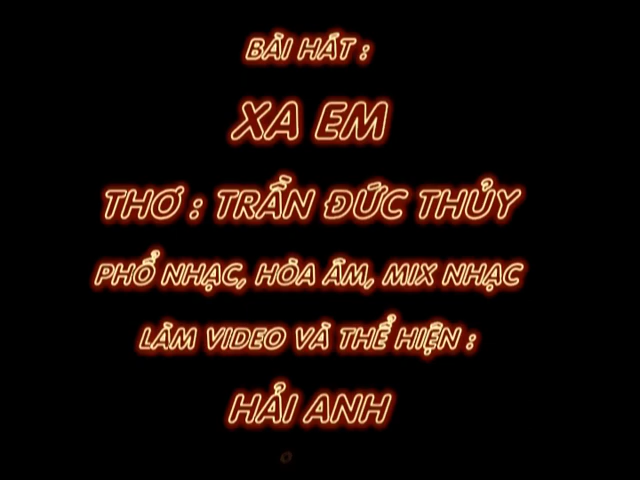 BÀI HÁT :
XA EM
THƠ : TRẦN ĐỨC THỦY
PHỔ NHẠC, HÒA ÂM, MIX NHẠC
LÀM VIDEO VÀ THỂ HIỆN :
HẢI ANH